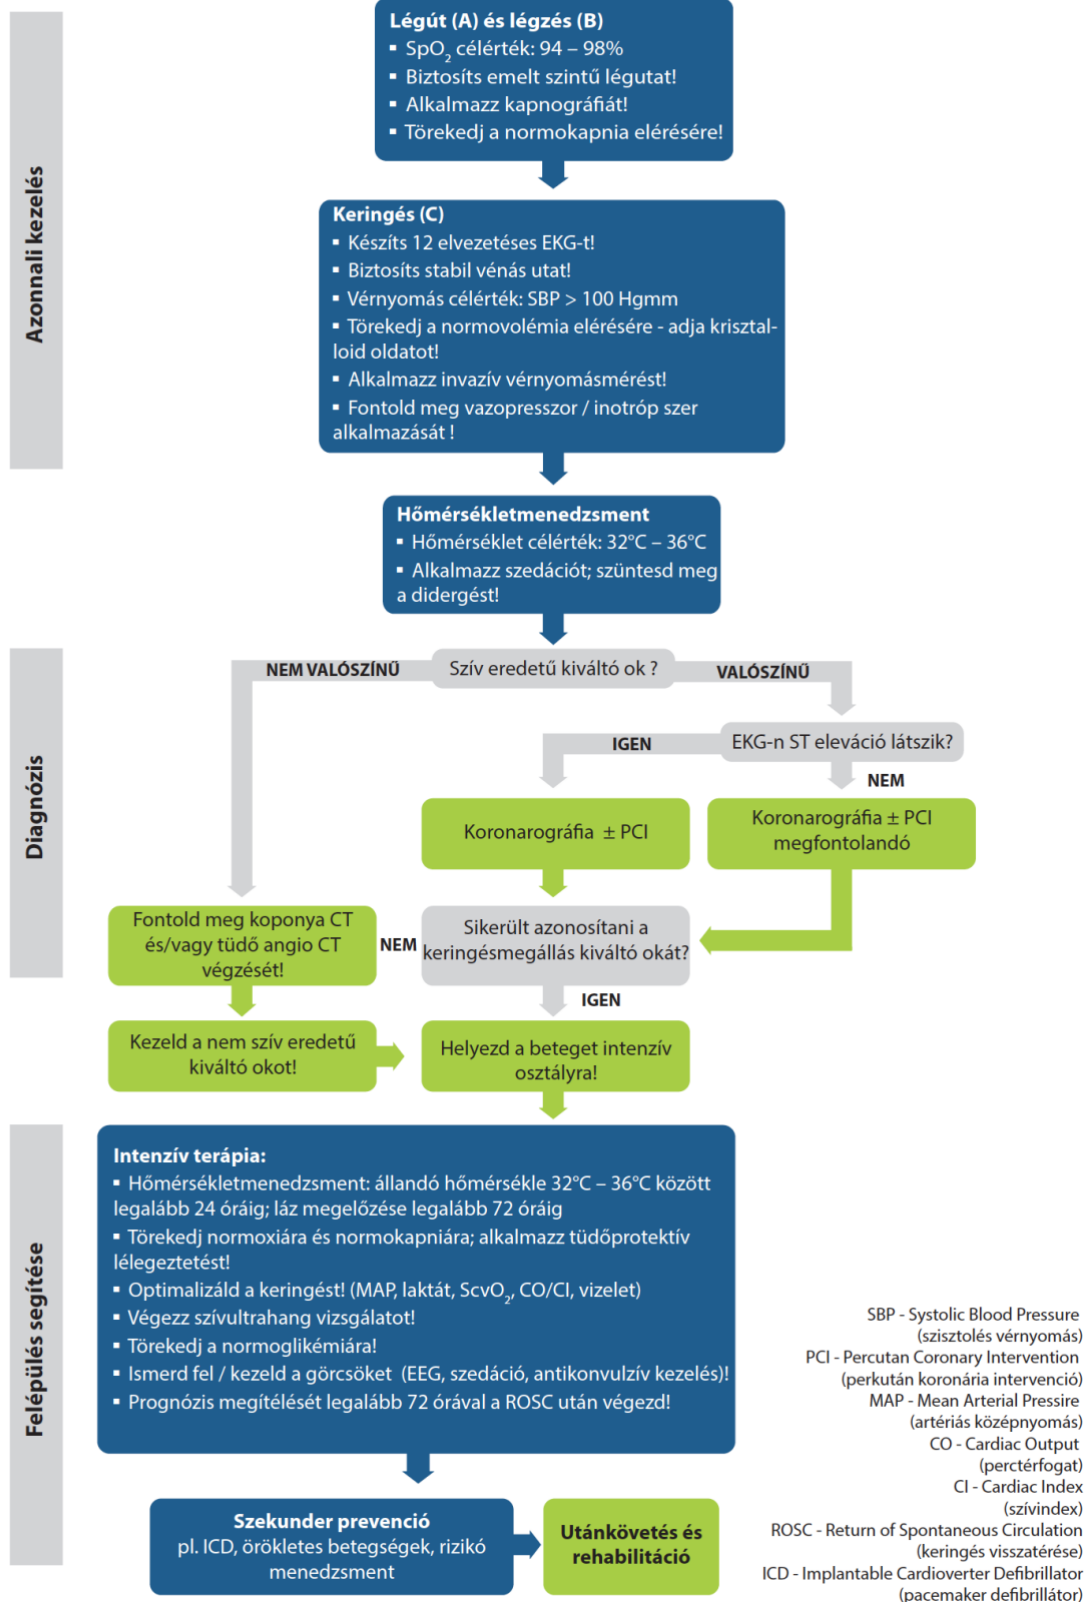 Azonnali kezelés
Légút (A) és légzés (B)
▪ SpO₂ célérték: 94 – 98%
▪ Biztosíts emelt szintű légutat!
▪ Alkalmazz kapnográfiát!
▪ Törekedj a normokapnia elérésére!
Keringés (C)
▪ Készíts 12 elvezetéses EKG-t!
▪ Biztosíts stabil vénás utat!
▪ Vérnyomás célérték: SBP > 100 Hgmm
▪ Törekedj a normovolémia elérésére - adja krisztal-
loid oldatot!
▪ Alkalmazz invazív vérnyomásmérést!
▪ Fontold meg vazopresszor / inotróp szer
alkalmazását !
Hőmérsékletmenedzsment
▪ Hőmérséklet célérték: 32°C – 36°C
▪ Alkalmazz szedációt; szüntesd meg
a didergést!
Diagnózis
NEM VALÓSZÍNŰ
Szív eredetű kiváltó ok ?
VALÓSZÍNŰ
IGEN
EKG-n ST eleváció látszik?
NEM
Koronarográfia ± PCI
Koronarográfia ± PCI
megfontolandó
Fontold meg koponya CT
és/vagy tüdő angio CT
végzését!
NEM
Sikerült azonosítani a
keringésmegállás kiváltó okát?
IGEN
Kezeld a nem szív eredetű
kiváltó okot!
Helyezd a beteget intenzív
osztályra!
Felépülés segítése
Intenzív terápia:
▪ Hőmérsékletmenedzsment: állandó hőmérsékle 32°C – 36°C között
legalább 24 óráig; láz megelőzése legalább 72 óráig
▪ Törekedj normoxiára és normokapniára; alkalmazz tüdőprotektív
lélegeztetést!
▪ Optimalizáld a keringést! (MAP, laktát, ScvO₂, CO/CI, vizelet)
▪ Végezz szívultrahang vizsgálatot!
▪ Törekedj a normoglikémiára!
▪ Ismerd fel / kezeld a görcsöket (EEG, szedáció, antikonvulzív kezelés)!
▪ Prognózis megítélését legalább 72 órával a ROSC után végezd!
Szekunder prevenció
pl. ICD, örökletes betegségek, rizikó
menedzsment
Utánkövetés és
rehabilitáció
SBP - Systolic Blood Pressure
(szisztolés vérnyomás)
PCI - Percutan Coronary Intervention
(perkután koronária intervenció)
MAP - Mean Arterial Pressire
(artériás középnyomás)
CO - Cardiac Output
(perctérfogat)
CI - Cardiac Index
(szívindex)
ROSC - Return of Spontaneous Circulation
(keringés visszatérése)
ICD - Implantable Cardioverter Defibrillator
(pacemaker defibrillátor)